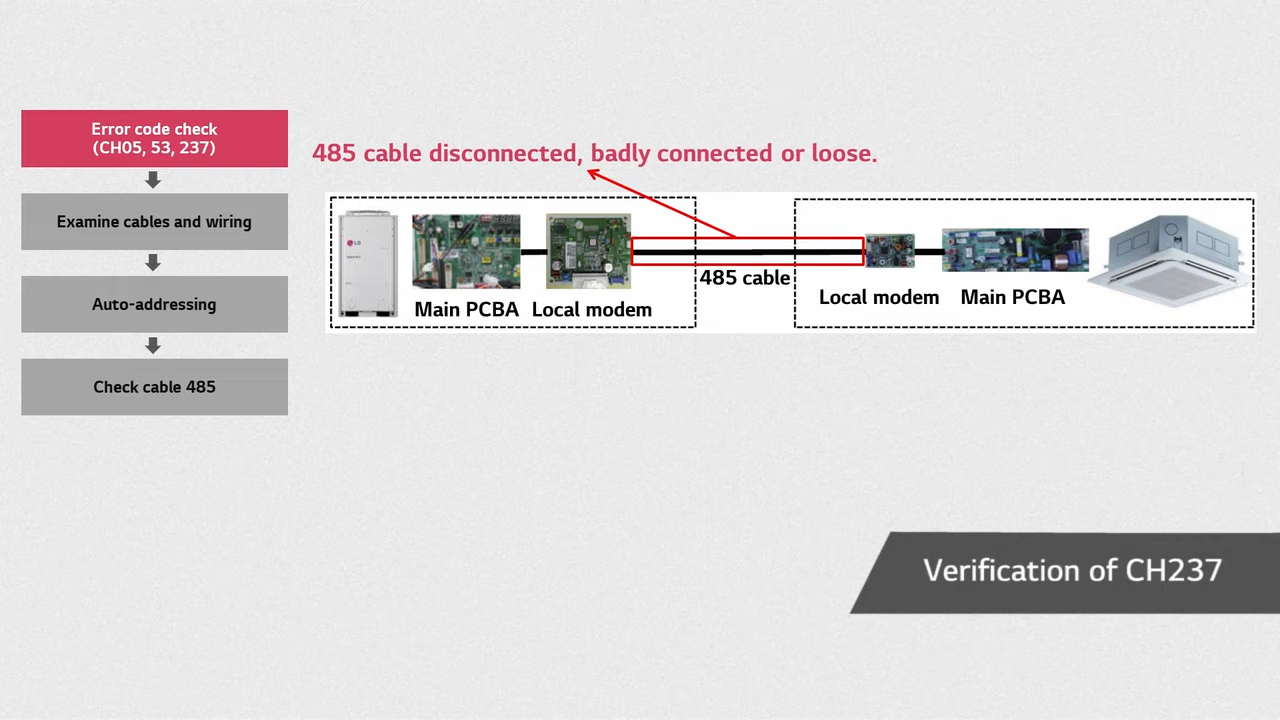 Error code check
(CH05, 53, 237)
Examine cables and wiring
Auto-addressing
Check cable 485
485 cable disconnected, badly connected or loose.
LG
Main PCBA
Local modem
485 cable
Local modem
Main PCBA
Verification of CH237